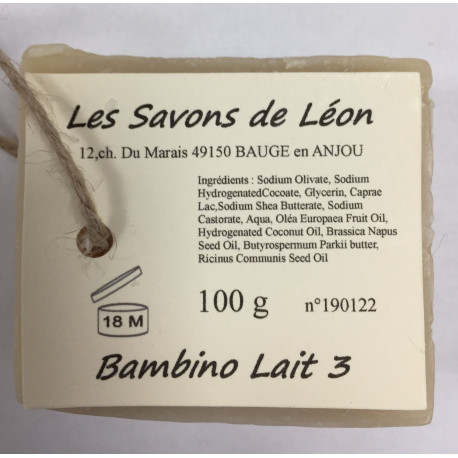 Les Savons de Léon
12,ch. Du Marais 49150 BAUGE en ANJOU
Ingrédients : Sodium Olivate, Sodium
HydrogenatedCocoate, Glycerin, Caprae
Lac,Sodium Shea Butterate, Sodium
Castorate, Aqua, Oléa Europaea Fruit Oil,
Hydrogenated Coconut Oil, Brassica Napus
Seed Oil, Butyrospermum Parkii butter,
Ricinus Communis Seed Oil
18 M
100 g
n°190122
Bambino Lait 3